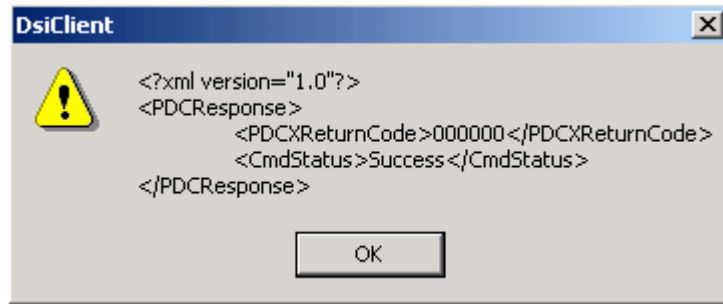 DsiClient
<?xml version="1.0"?>
<PDCResponse>
<PDCXReturnCode>000000</PDCXReturnCode>
<CmdStatus>Success</CmdStatus>
</PDCResponse>
OK